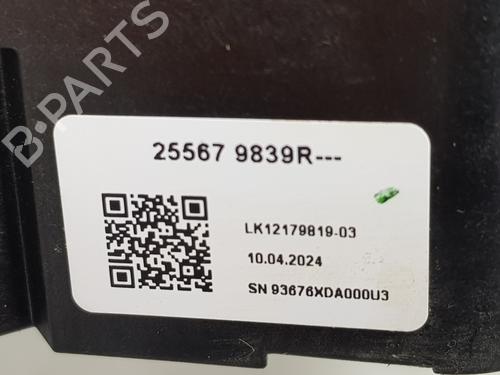 B-PARTS
25567 9839R---
LK12179819-03
10.04.2024
SN 93676XDA000U3